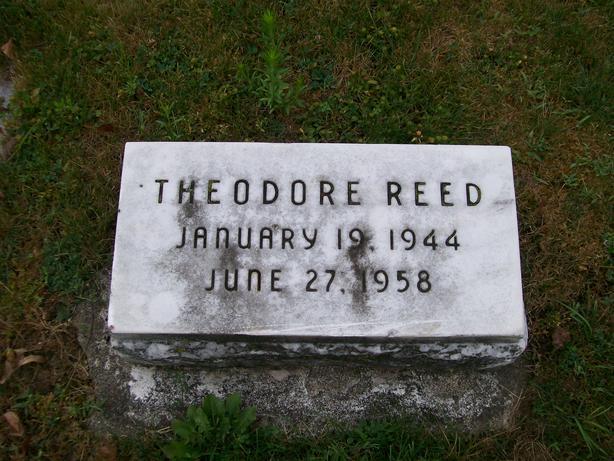 THEODORE REED
JANUARY 19, 1944
JUNE 27, 1958